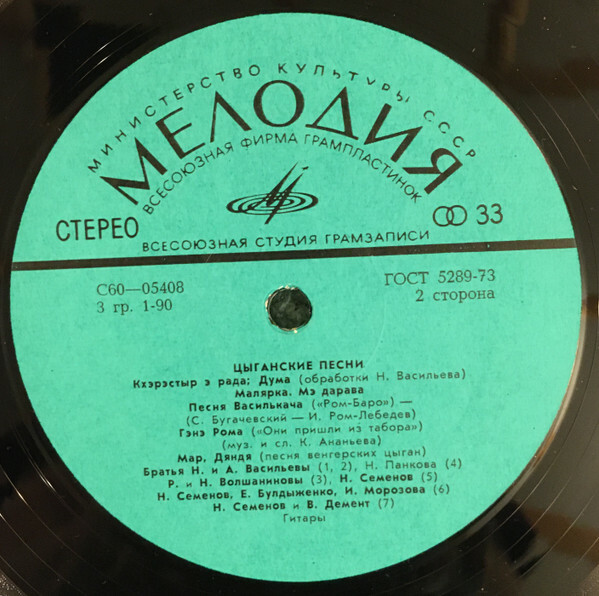 МИНИСТЕРСТВО КУЛЬТУРЫ СССР
МЕЛОДИЯ
ВСЕСОЮЗНАЯ ФИРМА ГРАМПЛАСТИНОК
СТЕРЕО
33
ВСЕСОЮЗНАЯ СТУДИЯ ГРАМЗАПИСИ
С60—05408
ГОСТ 5289-73
3 гр. 1-90
2 сторона
ЦЫГАНСКИЕ ПЕСНИ
Кхэрэстыр э рада; Дума (обработки Н. Васильева)
Малярка. Мэ дарава
Песня Василькача («Ром-Баро») —
(С. Бугачевский — И. Ром-Лебедев)
Гэнэ Рома («Они пришли из табора»)
(муз. и сл. К. Ананьева)
Мар, Дяндя (песня венгерских цыган)
Братья Н. и А. Васильевы (1, 2), Н. Панкова (4)
Р. и Н. Волшаниновы (3), Н. Семенов (5)
Н. Семенов, Е. Булдыженко, И. Морозова (6)
Н. Семенов и В. Демент (7)
Гитары